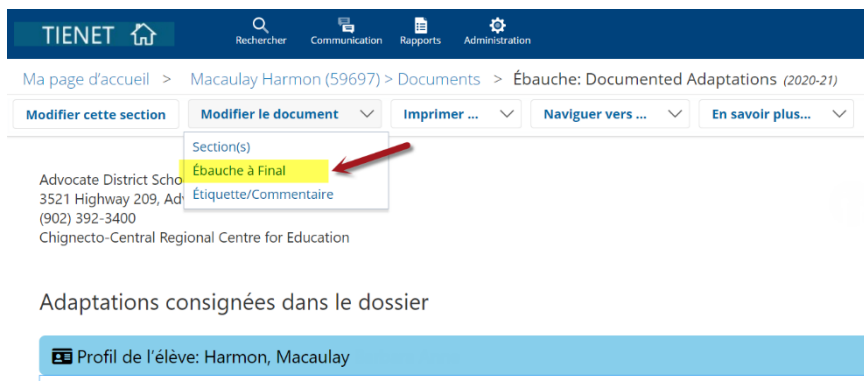 TIENET
Rechercher Communication Rapports Administration
Ma page d'accueil > Macaulay Harmon (59697) > Documents > Ébauche: Documented Adaptations (2020-21)
Modifier cette section Modifier le document Imprimer ... Naviguer vers ... En savoir plus...
Section(s)
Ébauche à Final
Étiquette/Commentaire
Advocate District Scho
3521 Highway 209, Ad
(902) 392-3400
Chignecto-Central Regional Centre for Education
Adaptations consignées dans le dossier
Profil de l'élève: Harmon, Macaulay